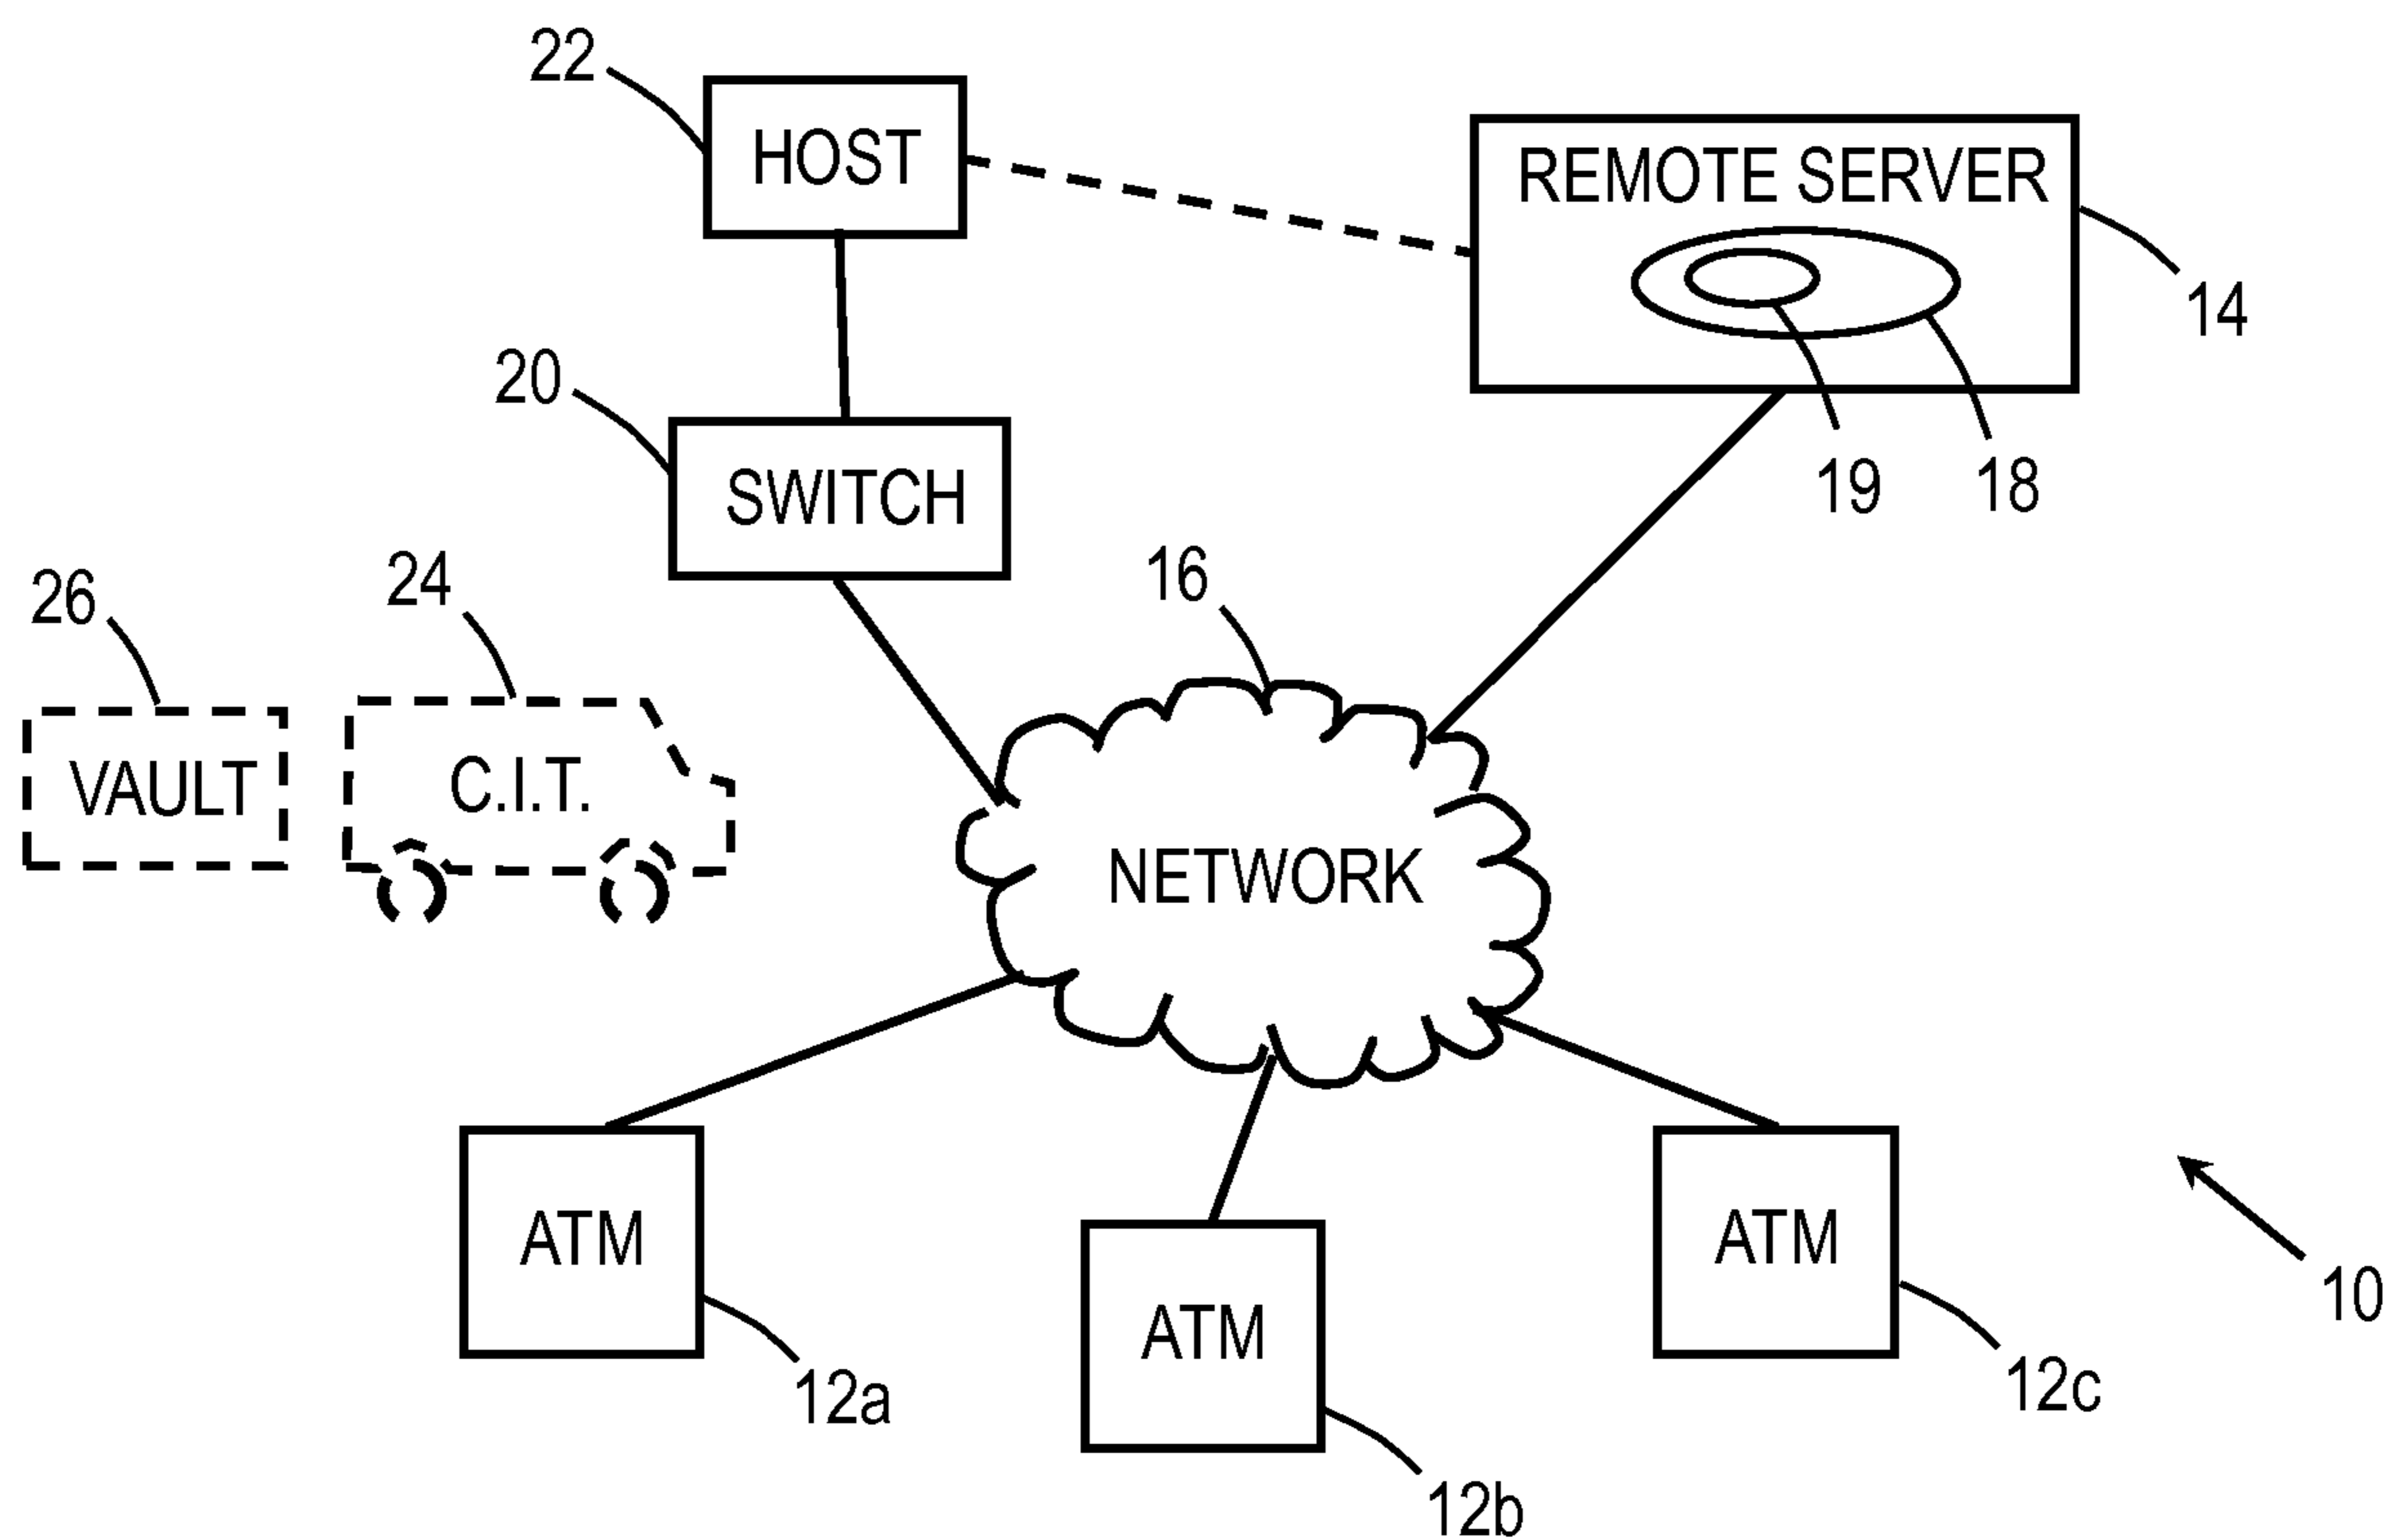 22
HOST
REMOTE SERVER
14
20
SWITCH
19
18
26
24
16
VAULT
C.I.T.
NETWORK
ATM
ATM
ATM
10
12a
12c
12b